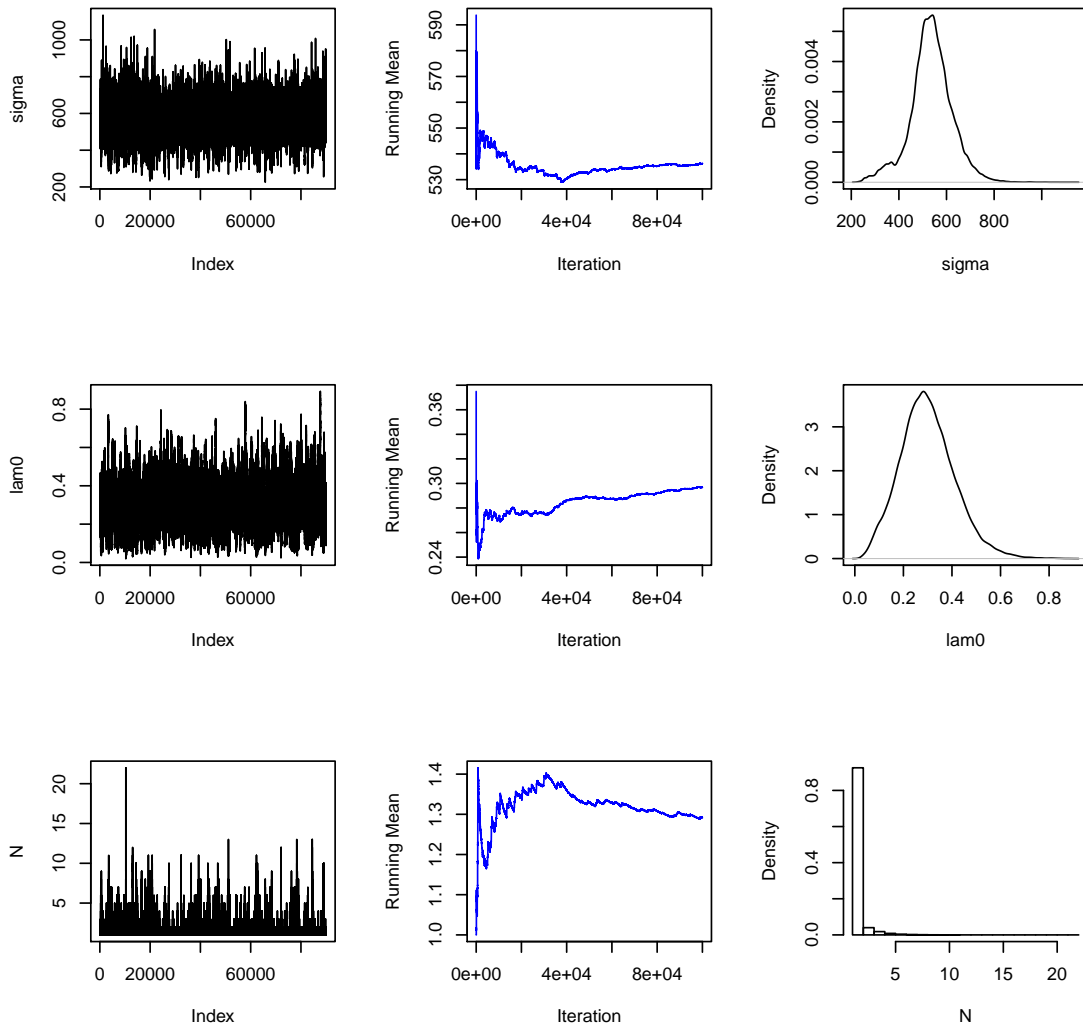 sigma
200
600
1000
0
20000
60000
Index
Running Mean
530
550
570
590
0e+00
4e+04
8e+04
Iteration
Density
0.000
0.002
0.004
200
400
600
800
sigma
lam0
0.0
0.4
0.8
0
20000
60000
Index
Running Mean
0.24
0.30
0.36
0e+00
4e+04
8e+04
Iteration
Density
0
1
2
3
0.0
0.2
0.4
0.6
0.8
lam0
N
5
10
15
20
0
20000
60000
Index
Running Mean
1.0
1.1
1.2
1.3
1.4
0e+00
4e+04
8e+04
Iteration
Density
0.0
0.4
0.8
5
10
15
20
N